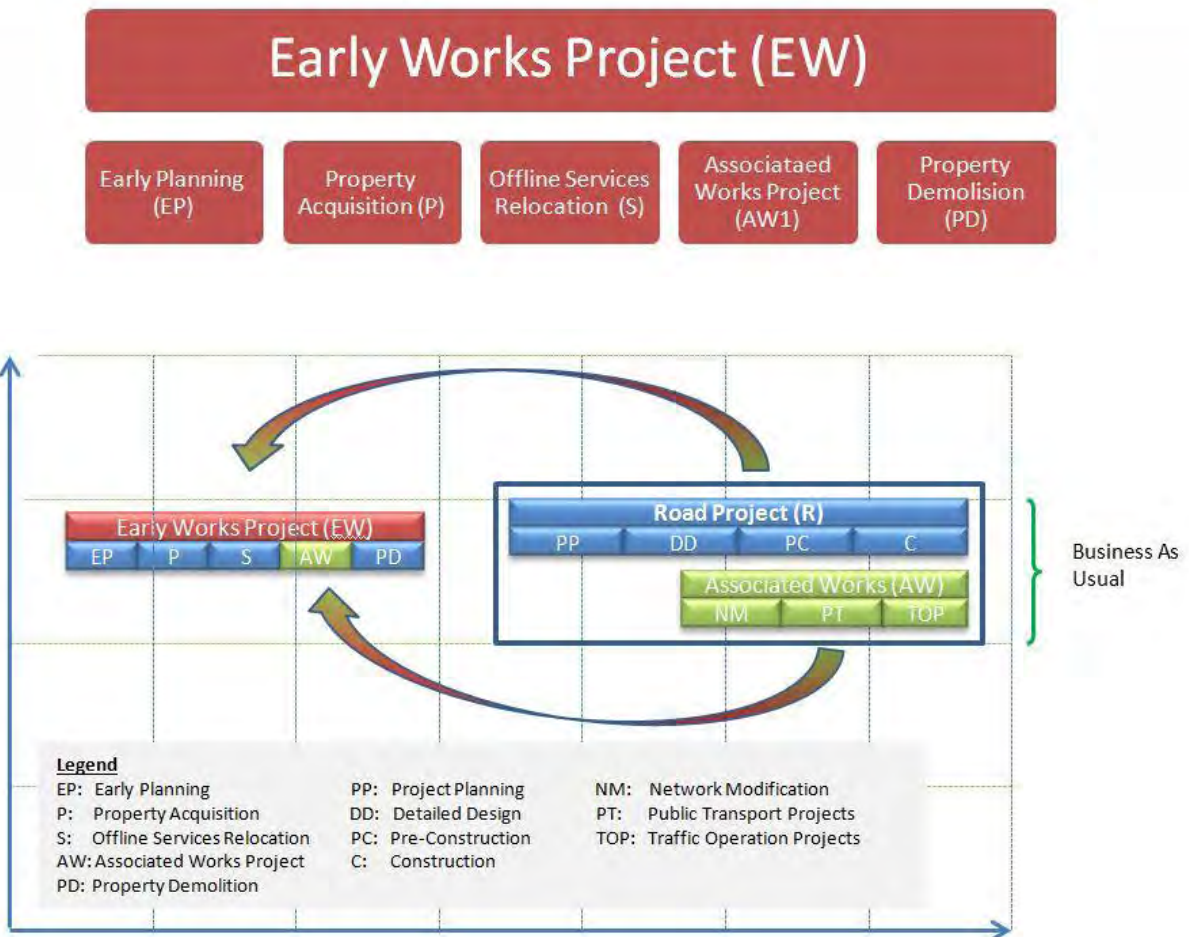 Early Works Project (EW)
Early Planning
(EP)
Property
Acquisition (P)
Offline Services
Relocation (S)
Associataed
Works Project
(AW1)
Property
Demolision
(PD)
Early Works Project (EW)
EP P S AW PD
Road Project (R)
PP DD PC C
Associated Works (AW)
NM PT TOP
Business As
Usual
Legend
EP: Early Planning
P: Property Acquisition
S: Offline Services Relocation
AW: Associated Works Project
PD: Property Demolition
PP: Project Planning
DD: Detailed Design
PC: Pre-Construction
C: Construction
NM: Network Modification
PT: Public Transport Projects
TOP: Traffic Operation Projects